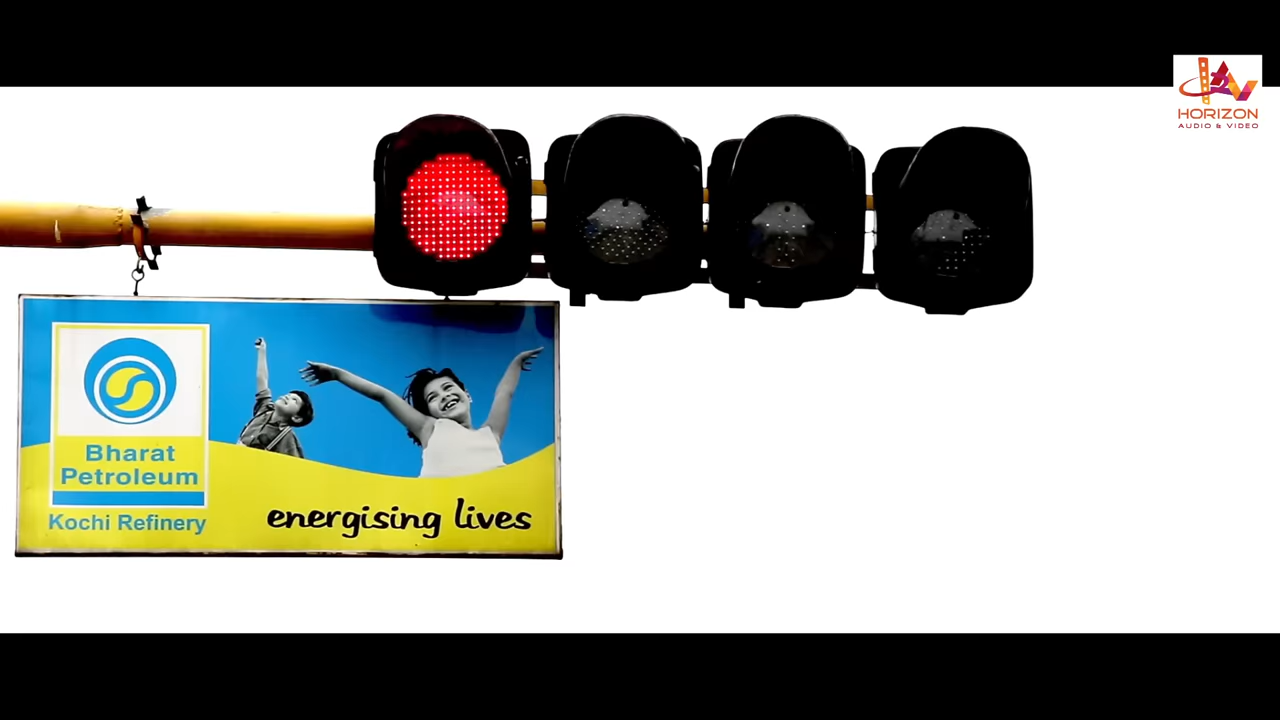 HORIZON
AUDIO & VIDEO
Bharat
Petroleum
Kochi Refinery
energising lives